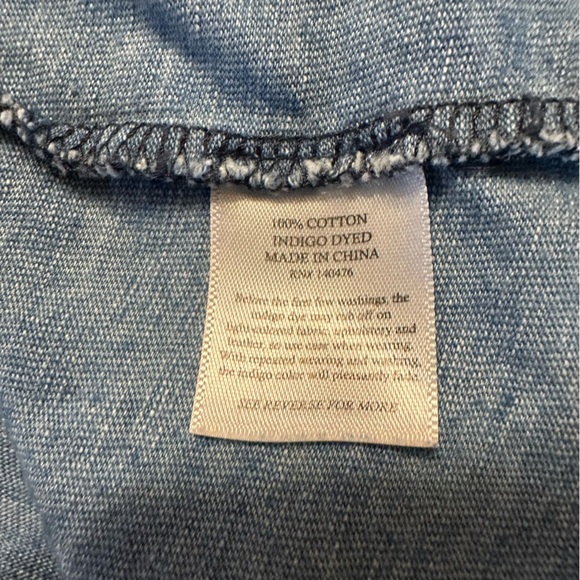 100% COTTON
INDIGO DYED
MADE IN CHINA
RN# 140476
Before the first few washings, the
indigo dye may rub off on
light-colored fabric, upholstery and
leather, so use care when wearing.
With repeated wearing and washing,
the indigo color will pleasantly fade.
SEE REVERSE FOR MORE